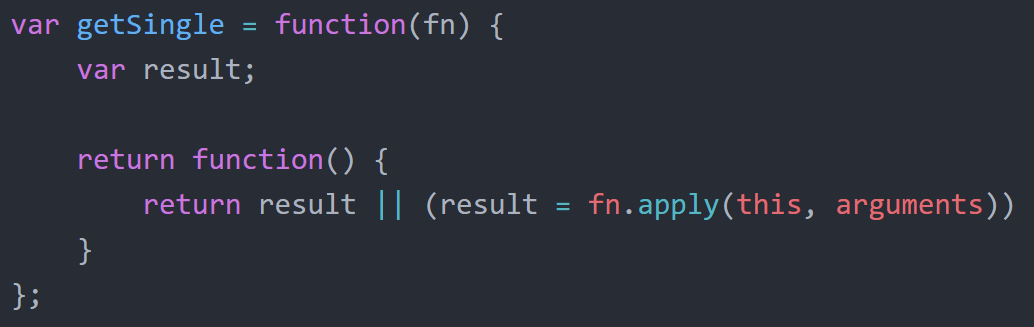 var getSingle = function(fn) {
    var result;

    return function() {
        return result || (result = fn.apply(this, arguments))
    }
};